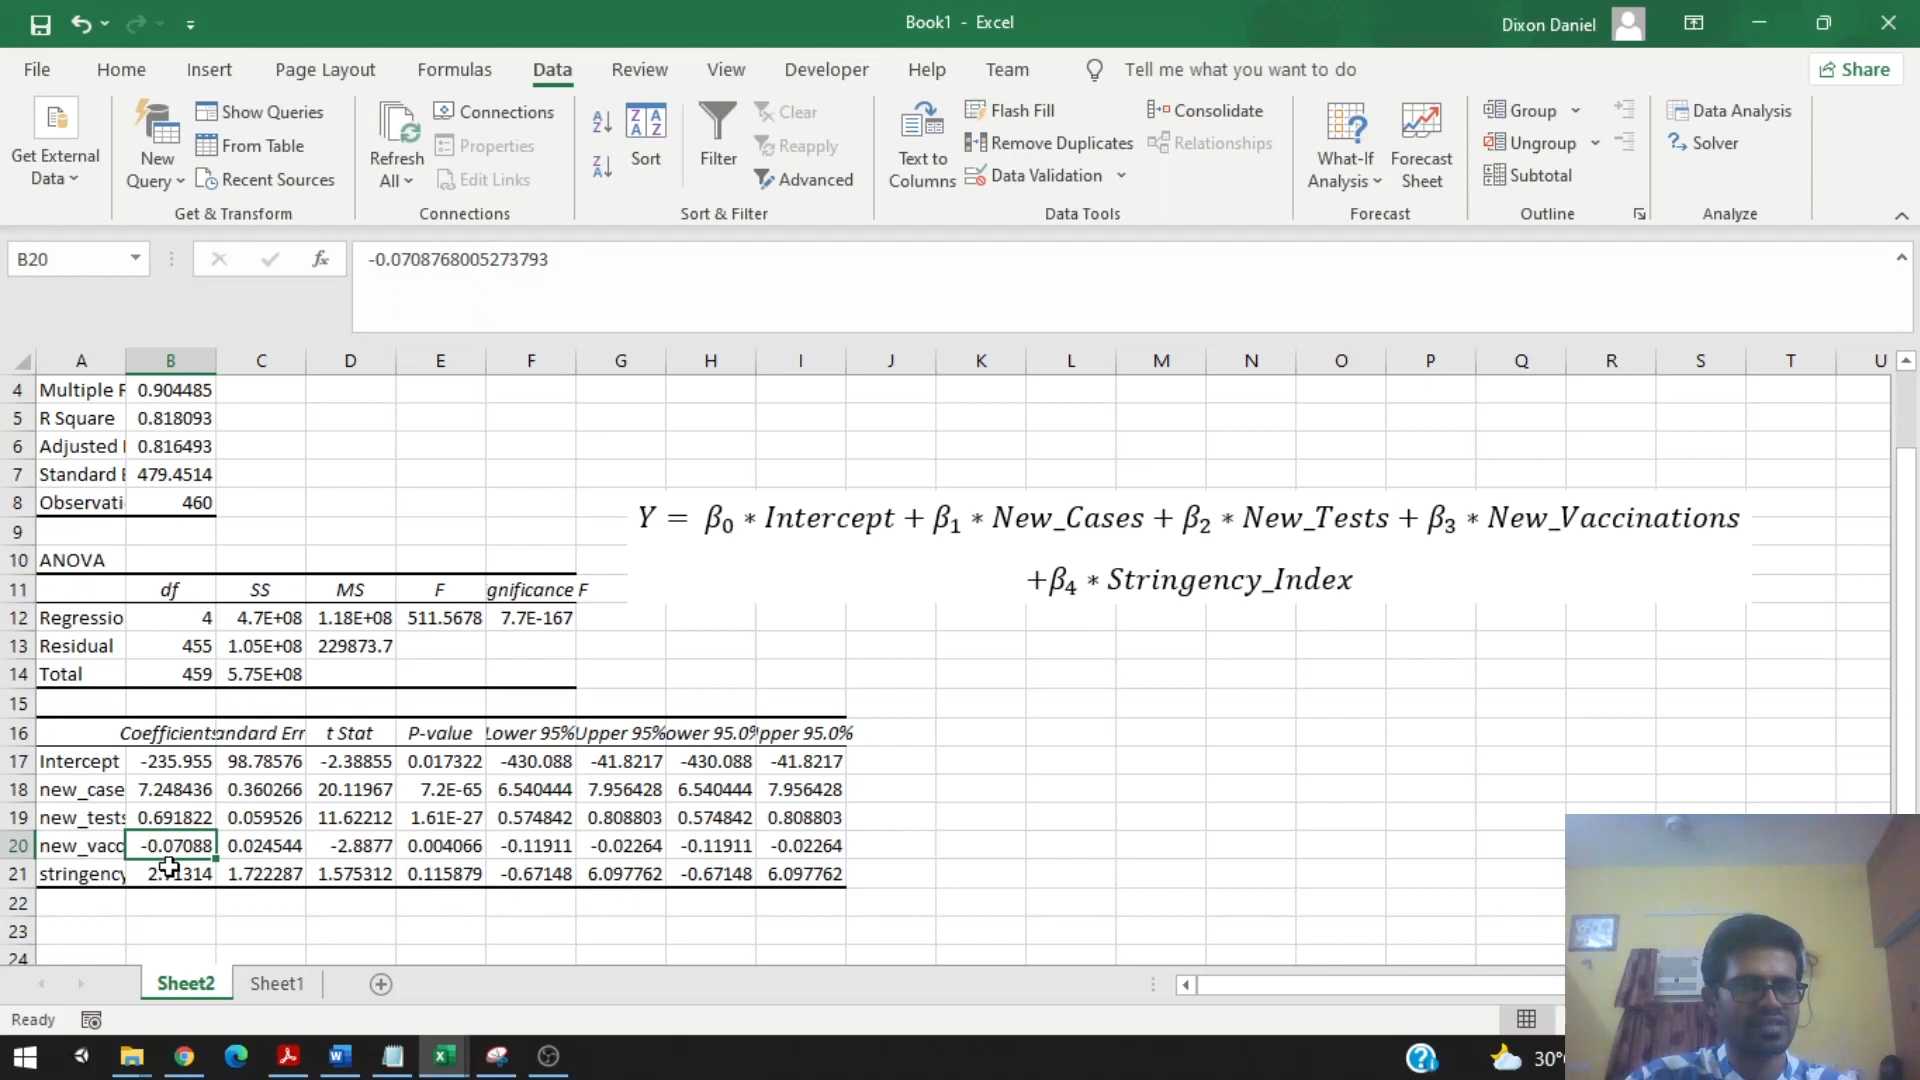 Book1 - Excel
Dixon Daniel
File Home Insert Page Layout Formulas Data Review View Developer Help Team Tell me what you want to do Share
Get External Data
New Query
Show Queries
From Table
Recent Sources
Get & Transform
Refresh All
Connections
Properties
Edit Links
Connections
Sort
Filter
Clear
Reapply
Advanced
Sort & Filter
Text to Columns
Flash Fill
Remove Duplicates
Data Validation
Consolidate
Relationships
Data Tools
What-If Analysis
Forecast Sheet
Forecast
Group
Ungroup
Subtotal
Outline
Data Analysis
Solver
Analyze
B20 fx -0.0708768005273793
A B C D E F G H I J K L M N O P Q R S T U
4 Multiple R 0.904485
5 R Square 0.818093
6 Adjusted 0.816493
7 Standard E 479.4514
8 Observati 460
9
10 ANOVA
11 df SS MS F gnificance F
12 Regressio 4 4.7E+08 1.18E+08 511.5678 7.7E-167
13 Residual 455 1.05E+08 229873.7
14 Total 459 5.75E+08
15
16 Coefficients andard Err t Stat P-value Lower 95% Upper 95% ower 95.0% pper 95.0%
17 Intercept -235.955 98.78576 -2.38855 0.017322 -430.088 -41.8217 -430.088 -41.8217
18 new_case 7.248436 0.360266 20.11967 7.2E-65 6.540444 7.956428 6.540444 7.956428
19 new_tests 0.691822 0.059526 11.62212 1.61E-27 0.574842 0.808803 0.574842 0.808803
20 new_vacc -0.07088 0.024544 -2.8877 0.004066 -0.11911 -0.02264 -0.11911 -0.02264
21 stringency 1.722287 1.575312 0.115879 -0.67148 6.097762 -0.67148 6.097762
22
23
24
Y = β0 * Intercept + β1 * New_Cases + β2 * New_Tests + β3 * New_Vaccinations
+β4 * Stringency_Index
Sheet2 Sheet1
Ready
30°